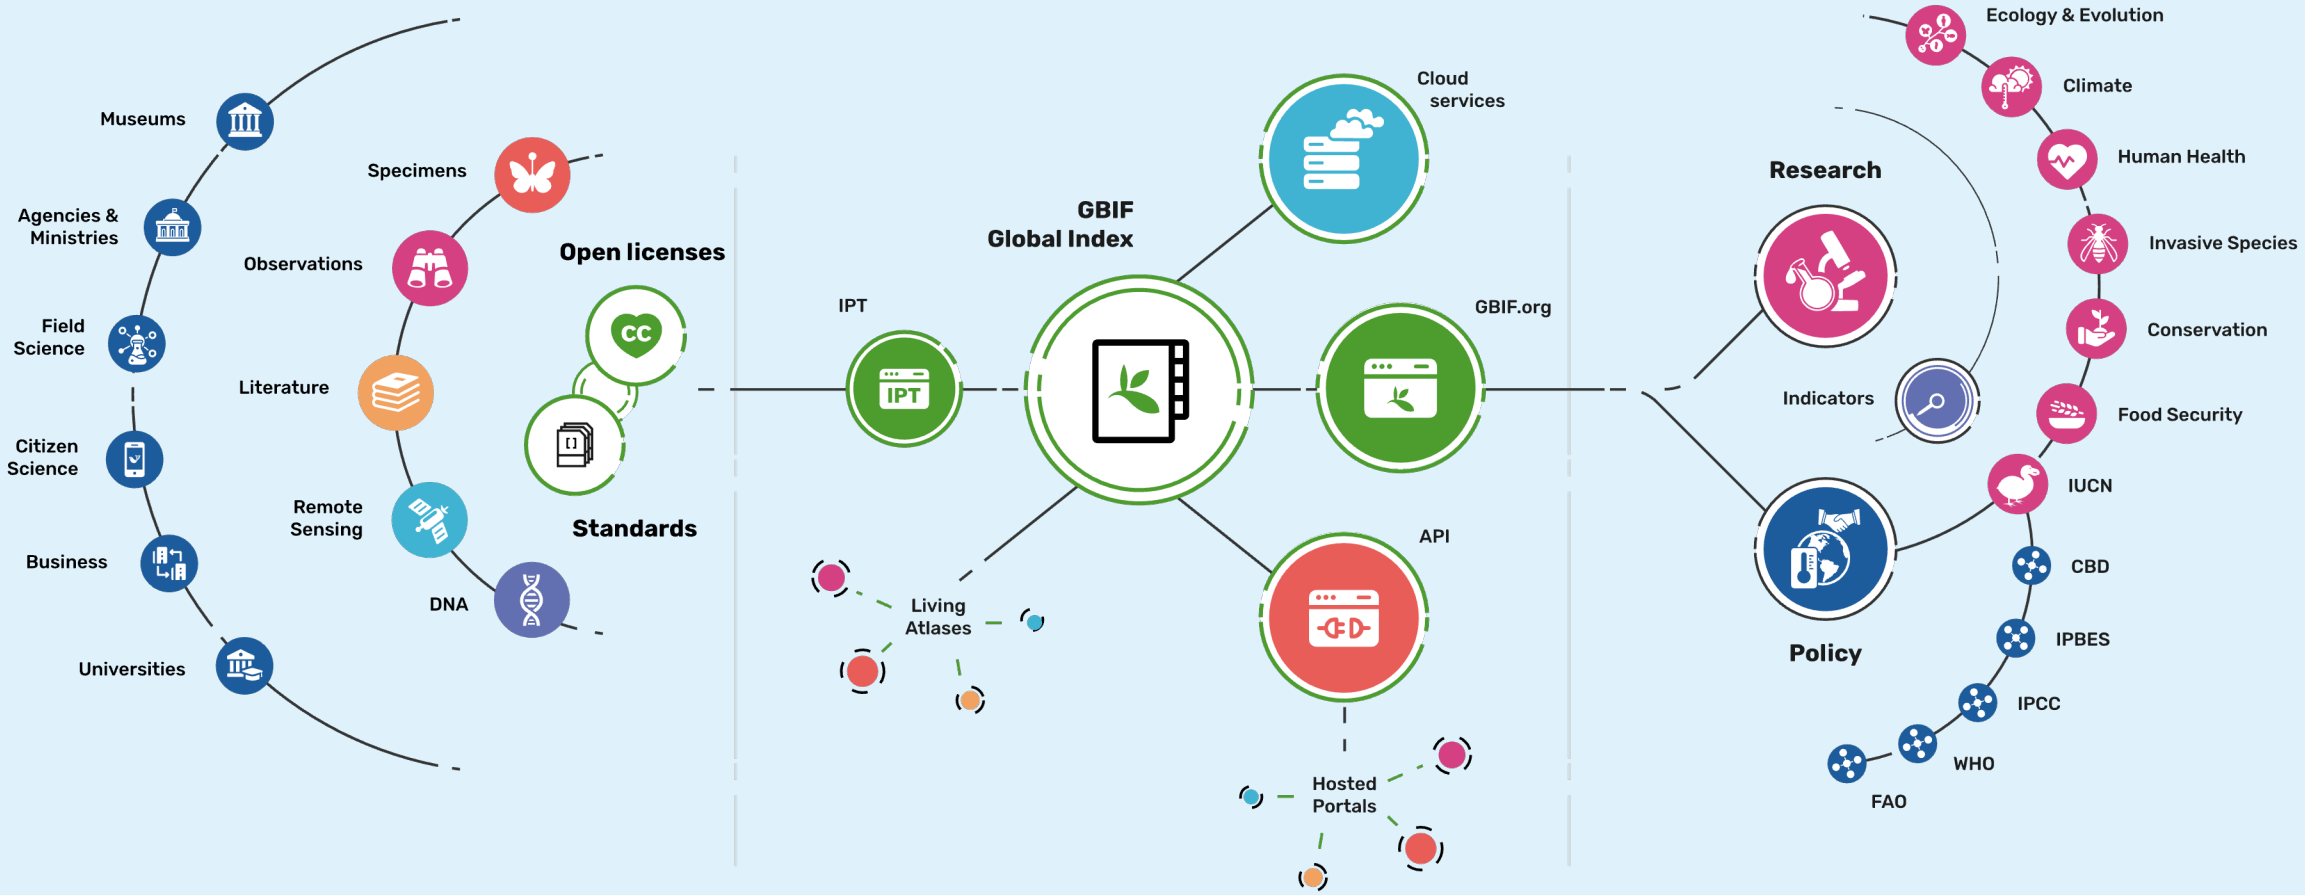 Museums
Agencies &
Ministries
Field
Science
Citizen
Science
Business
Universities
Specimens
Observations
Literature
Remote
Sensing
DNA
Open licenses
CC
[]
Standards
IPT
IPT
GBIF
Global Index
Cloud
services
GBIF.org
API
Living
Atlases
Hosted
Portals
Research
Indicators
Policy
Ecology & Evolution
Climate
Human Health
Invasive Species
Conservation
Food Security
IUCN
CBD
IPBES
IPCC
WHO
FAO